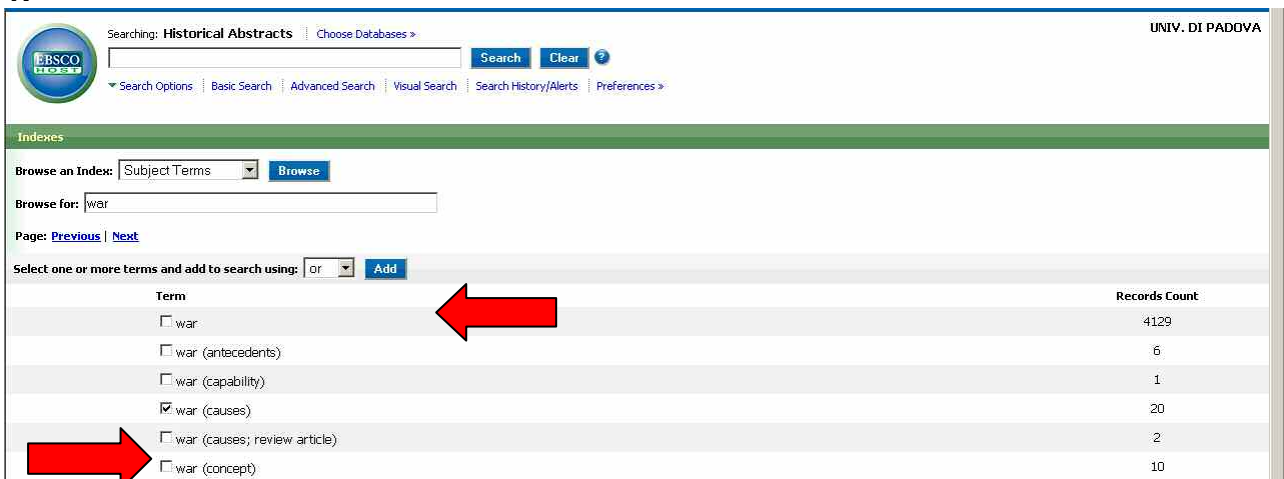 Searching: Historical Abstracts Choose Databases »
UNIV. DI PADOVA
EBSCO
HOST
Search Clear ?
Search Options Basic Search Advanced Search Visual Search Search History/Alerts Preferences »
Indexes
Browse an Index: Subject Terms Browse
Browse for: war
Page: Previous | Next
Select one or more terms and add to search using: or Add
Term Records Count
war 4129
war (antecedents) 6
war (capability) 1
war (causes) 20
war (causes; review article) 2
war (concept) 10